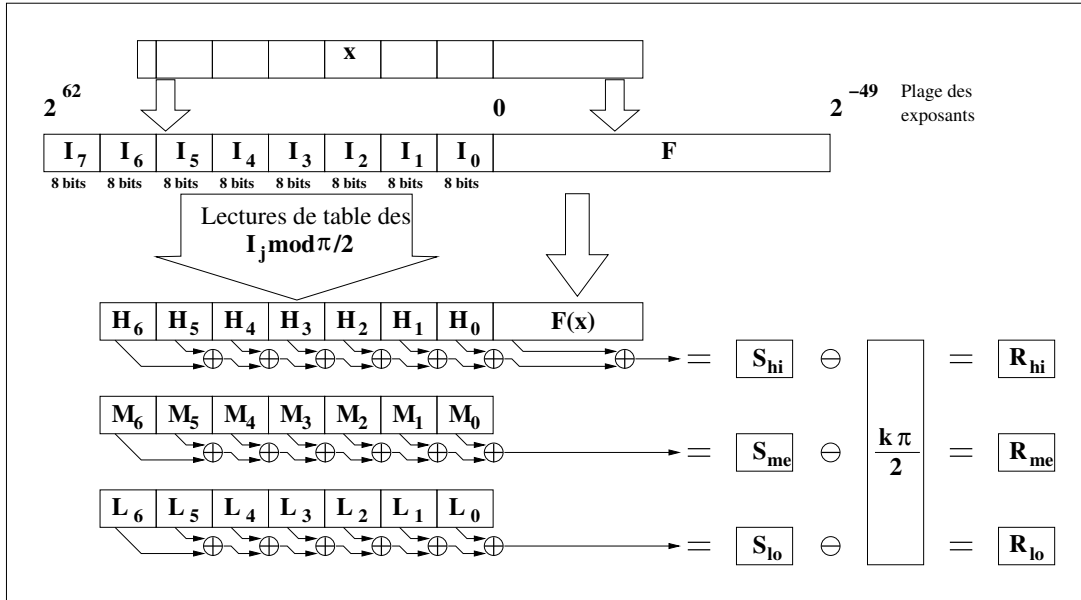 x
2^62 0 2^−49 Plage des
exposants
I_7 I_6 I_5 I_4 I_3 I_2 I_1 I_0 F
8 bits 8 bits 8 bits 8 bits 8 bits 8 bits 8 bits 8 bits
Lectures de table des
I_j mod π/2
H_6 H_5 H_4 H_3 H_2 H_1 H_0 F(x)
⊕ ⊕ ⊕ ⊕ ⊕ ⊕ ⊕ = S_hi ⊖ = R_hi
M_6 M_5 M_4 M_3 M_2 M_1 M_0
⊕ ⊕ ⊕ ⊕ ⊕ ⊕ = S_me ⊖ kπ/2 = R_me
L_6 L_5 L_4 L_3 L_2 L_1 L_0
⊕ ⊕ ⊕ ⊕ ⊕ ⊕ = S_lo ⊖ = R_lo